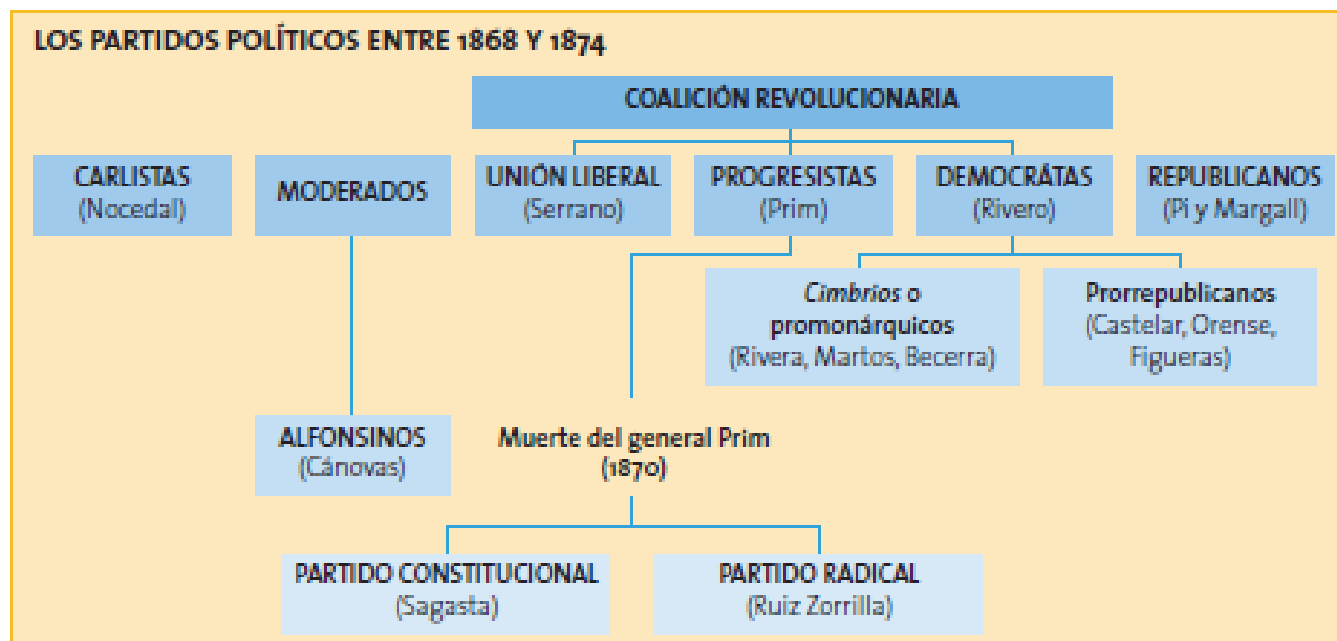 LOS PARTIDOS POLÍTICOS ENTRE 1868 Y 1874
COALICIÓN REVOLUCIONARIA
CARLISTAS
(Nocedal)
MODERADOS
UNIÓN LIBERAL
(Serrano)
PROGRESISTAS
(Prim)
DEMOCRÁTAS
(Rivero)
REPUBLICANOS
(Pi y Margall)
Cimbrios o
promonárquicos
(Rivera, Martos, Becerra)
Prorrepublicanos
(Castelar, Orense,
Figueras)
ALFONSINOS
(Cánovas)
Muerte del general Prim
(1870)
PARTIDO CONSTITUCIONAL
(Sagasta)
PARTIDO RADICAL
(Ruiz Zorrilla)